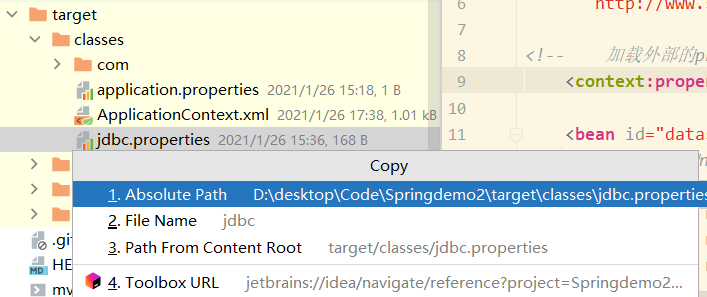 target
classes
com
application.properties 2021/1/26 15:18, 1 B
ApplicationContext.xml 2021/1/26 17:38, 1.01 kB
jdbc.properties 2021/1/26 15:36, 168 B
6 http://www.
7
8 <!-- 加载外部的p
9 <context:proper
10
11 <bean id="datas
Copy
1. Absolute Path D:\desktop\Code\Springdemo2\target\classes\jdbc.properties
2. File Name jdbc
3. Path From Content Root target/classes/jdbc.properties
4. Toolbox URL jetbrains://idea/navigate/reference?project=Springdemo2...
.gi
HE
mv